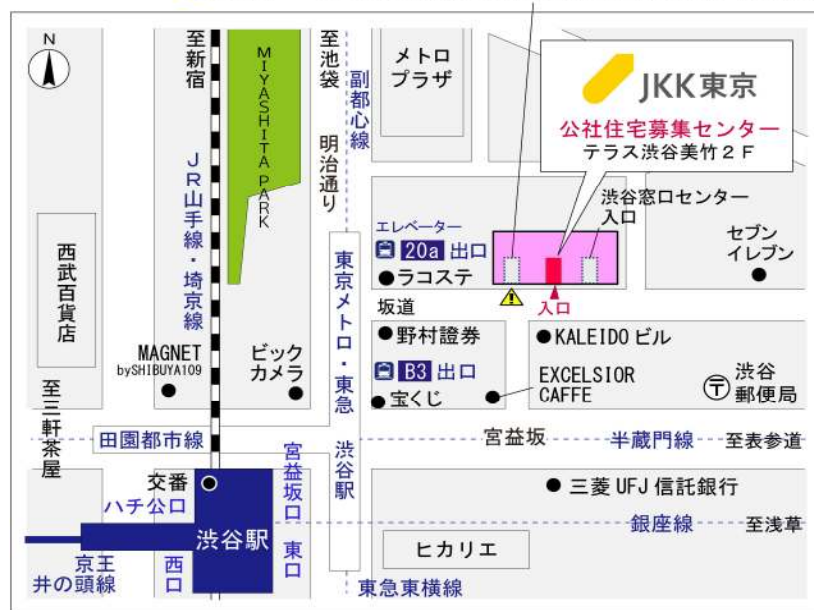 N
至新宿
MIYASHITA PARK
至池袋
明治通り
副都心線
メトロ
プラザ
JKK東京
公社住宅募集センター
テラス渋谷美竹2F
JR山手線・埼京線
西武百貨店
エレベーター
20a 出口
ラコステ
渋谷窓口センター
入口
セブン
イレブン
入口
坂道
東京メトロ・東急
渋谷駅
MAGNET
bySHIBUYA109
ビック
カメラ
野村證券
B3 出口
宝くじ
KALEIDO ビル
EXCELSIOR
CAFFE
渋谷
郵便局
至三軒茶屋
田園都市線
宮益坂
半蔵門線
至表参道
交番
ハチ公口
宮益坂口
三菱 UFJ 信託銀行
渋谷駅
西口
東口
銀座線
至浅草
ヒカリエ
京王
井の頭線
東急東横線